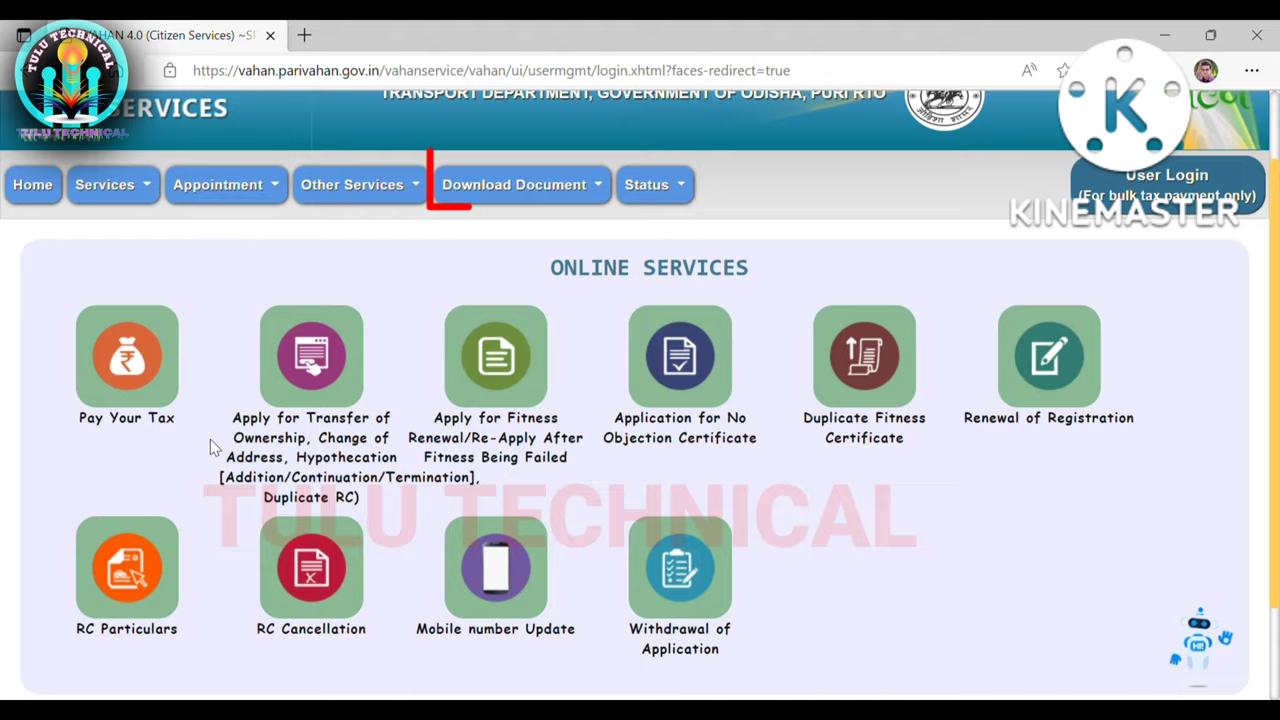 TULU TECHNICAL
TULU TECHNICAL
VAHAN 4.0 (Citizen Services)
https://vahan.parivahan.gov.in/vahanservice/vahan/ui/usermgmt/login.xhtml?faces-redirect=true
SERVICES
TRANSPORT DEPARTMENT, GOVERNMENT OF ODISHA, PURI RTO
K
Home
Services
Appointment
Other Services
Download Document
Status
User Login
(For bulk tax payment only)
KINEMASTER
ONLINE SERVICES
Pay Your Tax
Apply for Transfer of
Ownership, Change of
Address, Hypothecation
[Addition/Continuation/Termination],
Duplicate RC)
Apply for Fitness
Renewal/Re-Apply After
Fitness Being Failed
Application for No
Objection Certificate
Duplicate Fitness
Certificate
Renewal of Registration
TULU TECHNICAL
RC Particulars
RC Cancellation
Mobile number Update
Withdrawal of
Application
HI!